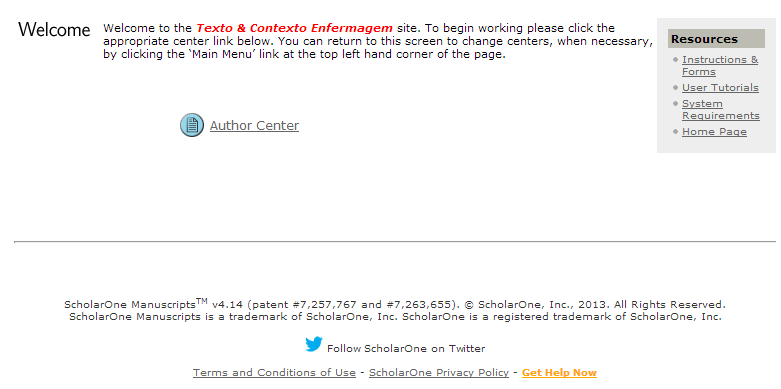 Welcome
Welcome to the Texto & Contexto Enfermagem site. To begin working please click the
appropriate center link below. You can return to this screen to change centers, when necessary,
by clicking the 'Main Menu' link at the top left hand corner of the page.
Resources
Instructions &
Forms
User Tutorials
System
Requirements
Home Page
Author Center
ScholarOne Manuscripts™ v4.14 (patent #7,257,767 and #7,263,655). © ScholarOne, Inc., 2013. All Rights Reserved.
ScholarOne Manuscripts is a trademark of ScholarOne, Inc. ScholarOne is a registered trademark of ScholarOne, Inc.
Follow ScholarOne on Twitter
Terms and Conditions of Use - ScholarOne Privacy Policy - Get Help Now